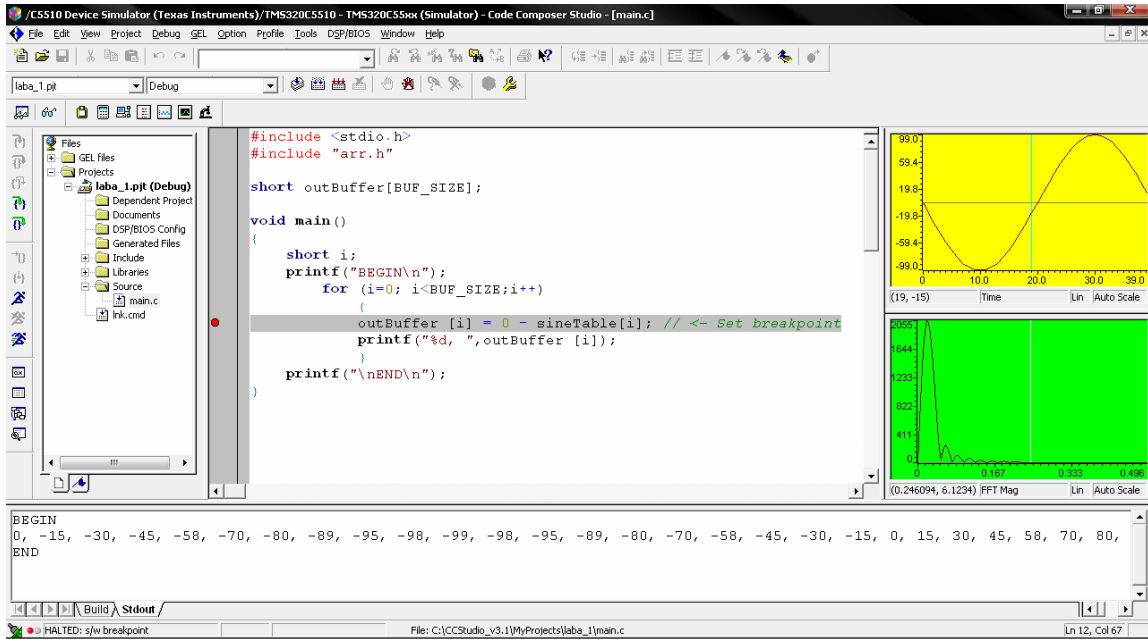 /C5510 Device Simulator (Texas Instruments)/TMS320C5510 - TMS320C55xx (Simulator) - Code Composer Studio - [main.c]
File Edit View Project Debug GEL Option Profile Tools DSP/BIOS Window Help
laba_1.pjt Debug
Files
GEL files
Projects
laba_1.pjt (Debug)
Dependent Project
Documents
DSP/BIOS Config
Generated Files
Include
Libraries
Source
main.c
lnk.cmd
#include <stdio.h>
#include "arr.h"
short outBuffer[BUF_SIZE];
void main()
{
short i;
printf("BEGIN\n");
for (i=0; i<BUF_SIZE;i++)
{
outBuffer [i] = 0 - sineTable[i]; // <- Set breakpoint
printf("%d, ",outBuffer [i]);
}
printf("\nEND\n");
}
99.0
59.4
19.8
-19.8
-59.4
-99.0
0 10.0 20.0 30.0 39.0
(19, -15) Time Lin Auto Scale
2055
1644
1233
822
411
0
0 0.167 0.333 0.496
(0.246094, 6.1234) FFT Mag Lin Auto Scale
BEGIN
0, -15, -30, -45, -58, -70, -80, -89, -95, -98, -99, -98, -95, -89, -80, -70, -58, -45, -30, -15, 0, 15, 30, 45, 58, 70, 80,
END
Build Stdout
HALTED: s/w breakpoint File: C:\CCStudio_v3.1\MyProjects\laba_1\main.c Ln 12, Col 67